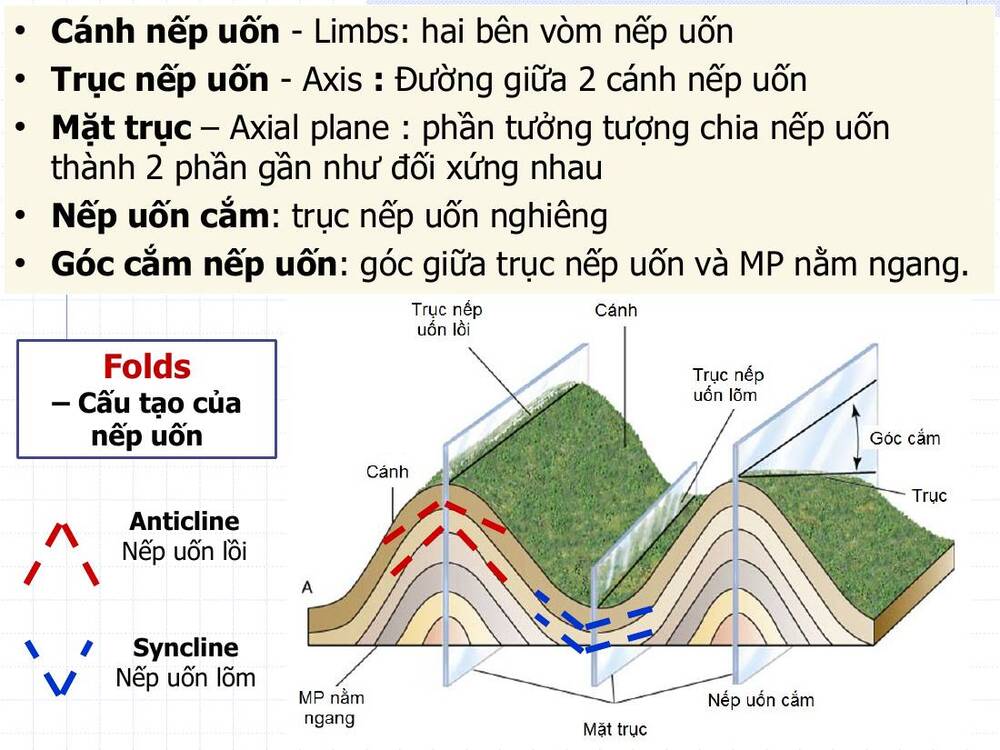 • Cánh nếp uốn - Limbs: hai bên vòm nếp uốn
• Trục nếp uốn - Axis : Đường giữa 2 cánh nếp uốn
• Mặt trục – Axial plane : phần tưởng tượng chia nếp uốn
thành 2 phần gần như đối xứng nhau
• Nếp uốn cắm: trục nếp uốn nghiêng
• Góc cắm nếp uốn: góc giữa trục nếp uốn và MP nằm ngang.
Folds
– Cấu tạo của
nếp uốn
Anticline
Nếp uốn lồi
Syncline
Nếp uốn lõm
Trục nếp
uốn lồi
Cánh
Trục nếp
uốn lõm
Góc cắm
Cánh
Trục
A
MP nằm
ngang
Nếp uốn cắm
Mặt trục